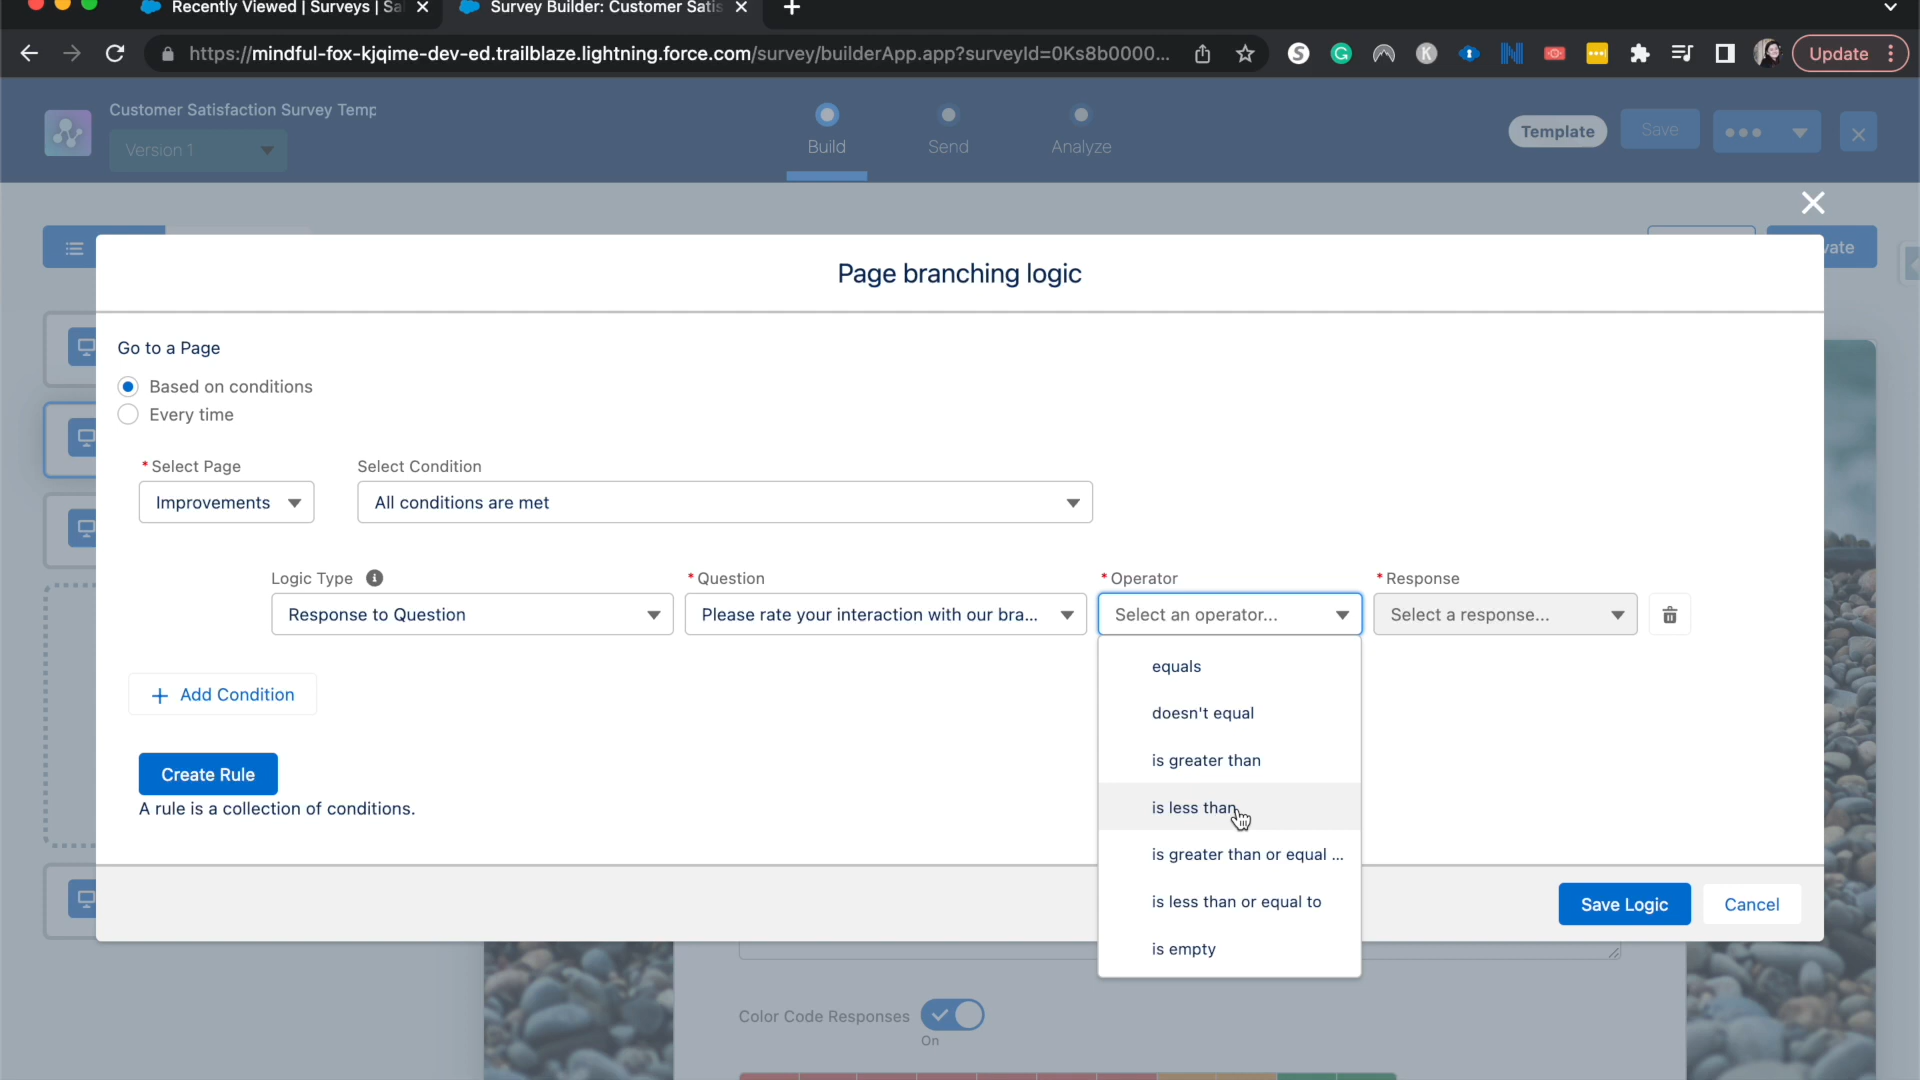 Recently Viewed | Surveys | Sa
Survey Builder: Customer Satis
https://mindful-fox-kjqime-dev-ed.trailblaze.lightning.force.com/survey/builderApp.app?surveyId=0Ks8b0000...
Update
Customer Satisfaction Survey Temp
Version 1
Build
Send
Analyze
Template
Save
vate
Page branching logic
Go to a Page
Based on conditions
Every time
* Select Page
Select Condition
Improvements
All conditions are met
Logic Type
* Question
* Operator
* Response
Response to Question
Please rate your interaction with our bra...
Select an operator...
Select a response...
equals
doesn't equal
is greater than
is less than
is greater than or equal ...
is less than or equal to
is empty
+ Add Condition
Create Rule
A rule is a collection of conditions.
Save Logic
Cancel
Color Code Responses
On